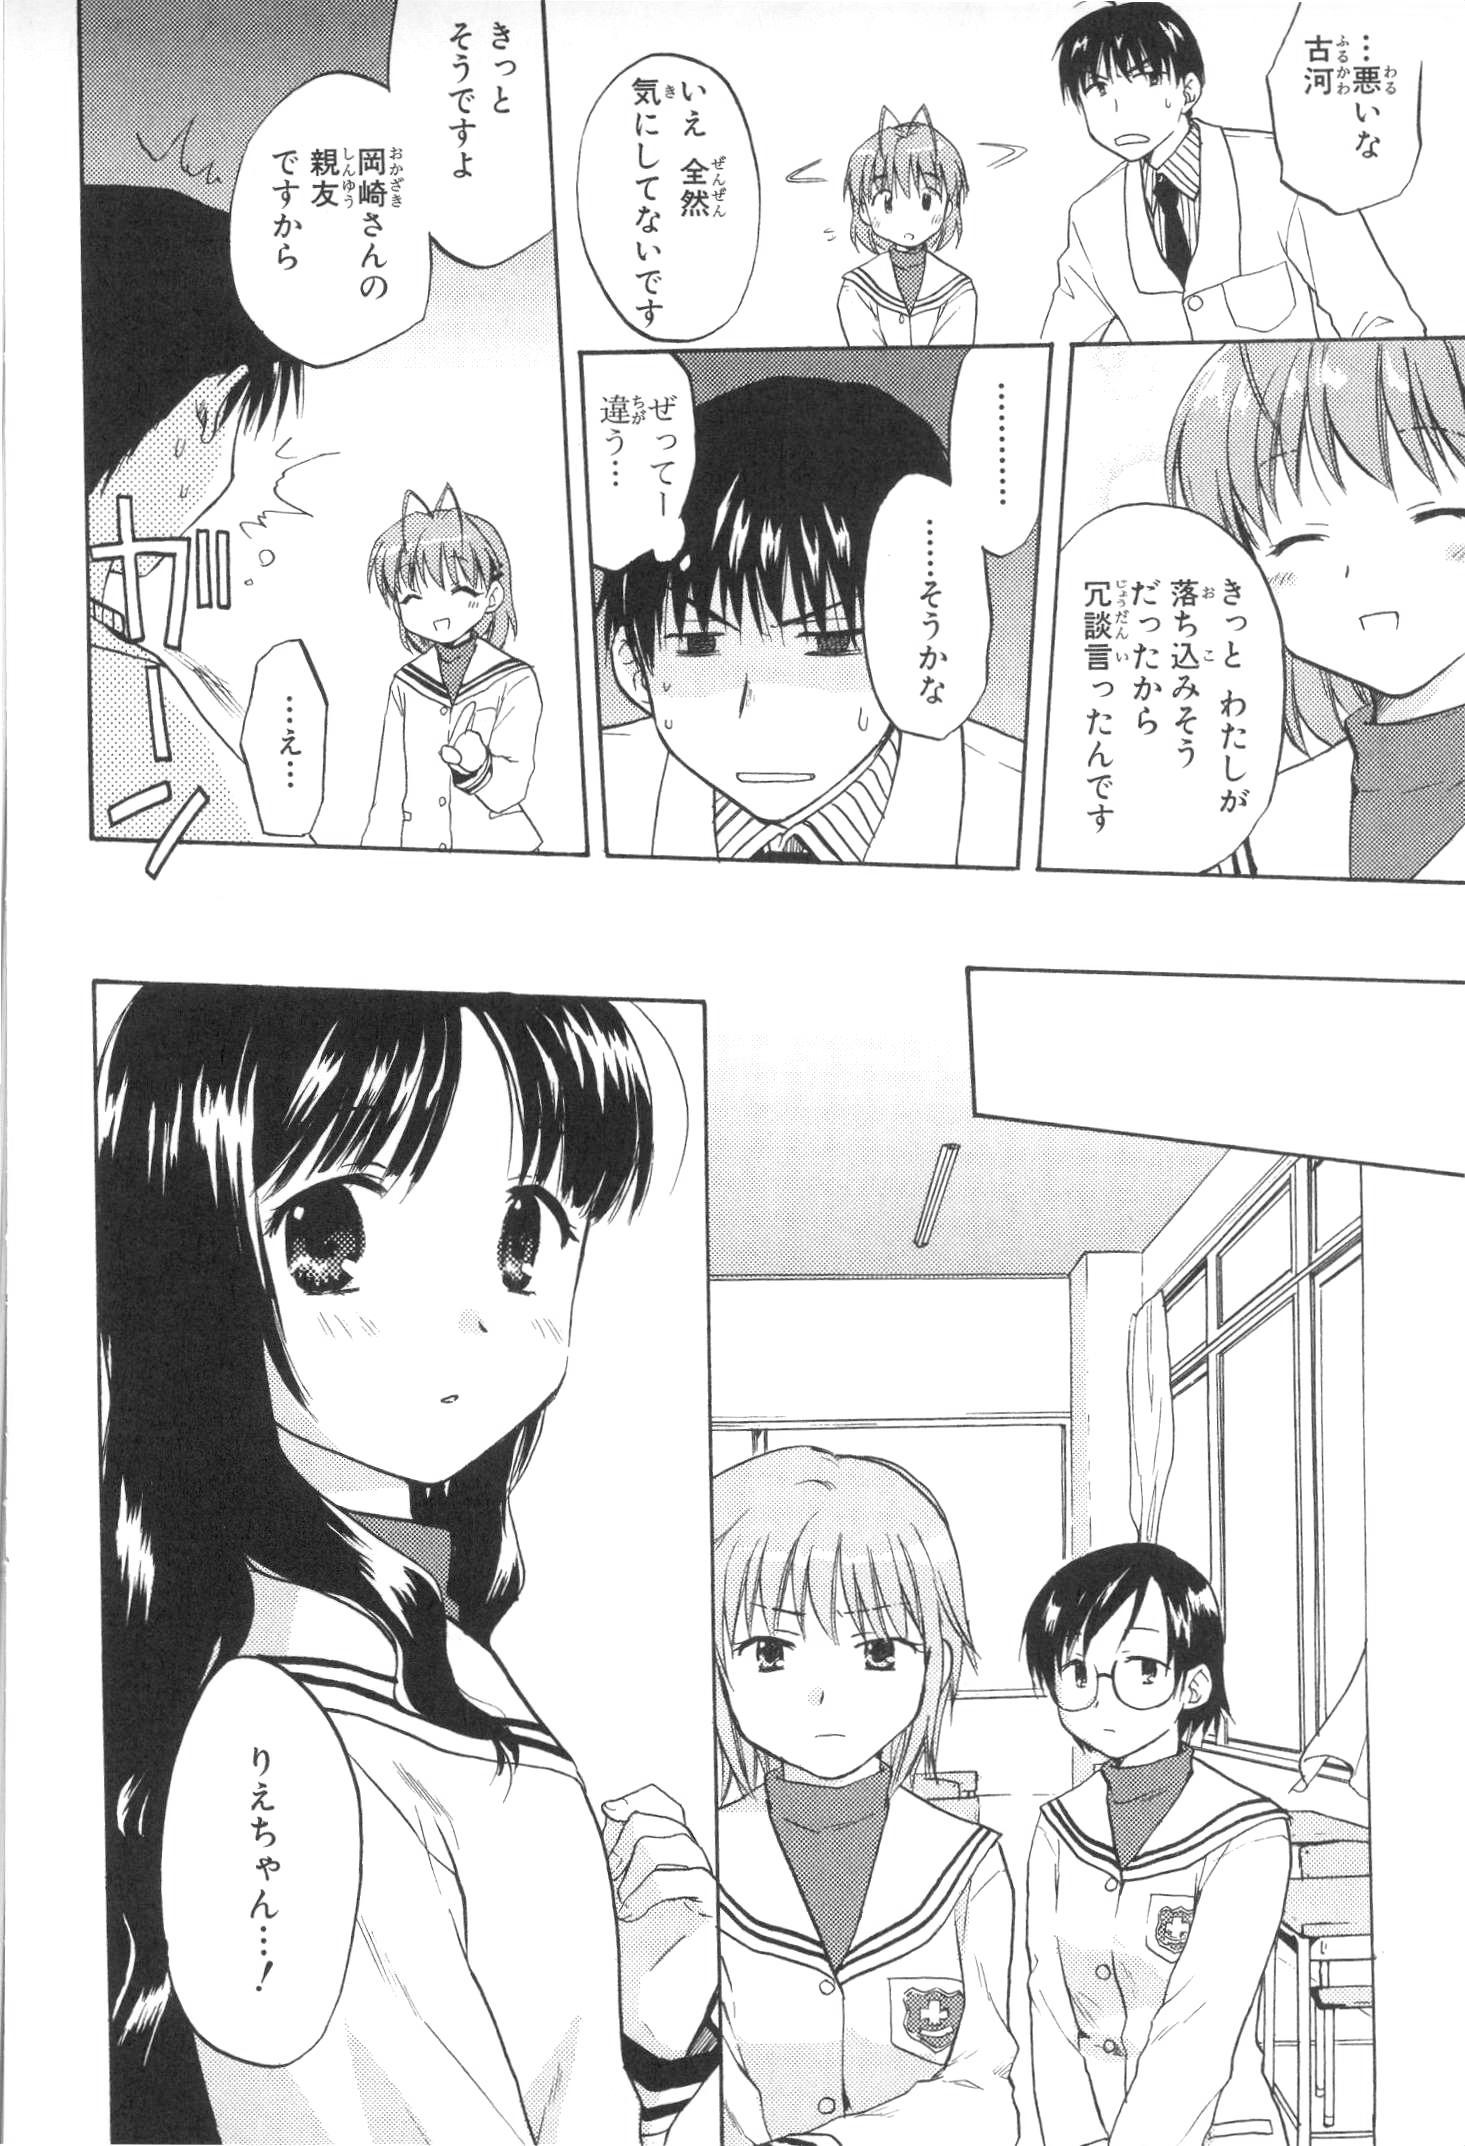 …悪いな
古河
いえ 全然
気にしてないです
きっと わたしが
落ち込みそう
だったから
冗談言ったんです
…………
……そうかな
ぜってー
違う…
きっと
そうですよ
岡崎さんの
親友
ですから
ガーン
…え…
りえちゃん…！